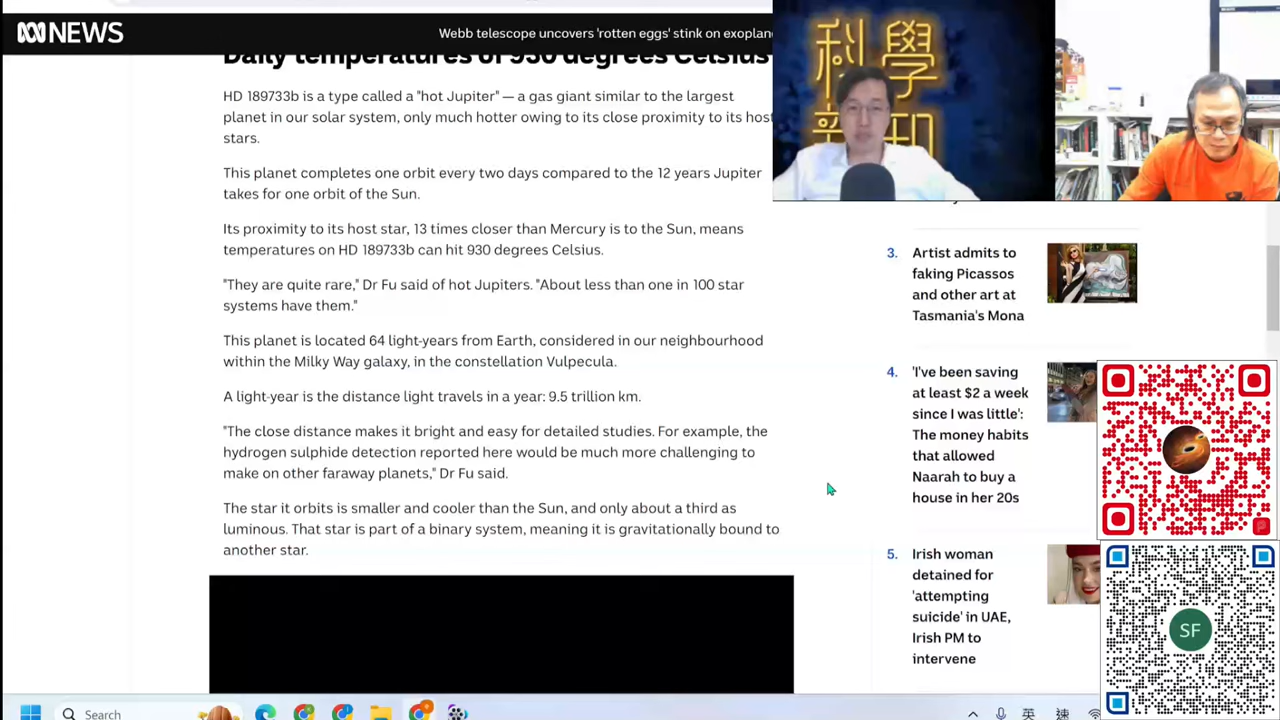 NEWS
Webb telescope uncovers 'rotten eggs' stink on exoplan
Daily temperatures of 930 degrees Celsius
HD 189733b is a type called a "hot Jupiter" — a gas giant similar to the largest
planet in our solar system, only much hotter owing to its close proximity to its host
stars.
This planet completes one orbit every two days compared to the 12 years Jupiter
takes for one orbit of the Sun.
Its proximity to its host star, 13 times closer than Mercury is to the Sun, means
temperatures on HD 189733b can hit 930 degrees Celsius.
"They are quite rare," Dr Fu said of hot Jupiters. "About less than one in 100 star
systems have them."
This planet is located 64 light-years from Earth, considered in our neighbourhood
within the Milky Way galaxy, in the constellation Vulpecula.
A light-year is the distance light travels in a year: 9.5 trillion km.
"The close distance makes it bright and easy for detailed studies. For example, the
hydrogen sulphide detection reported here would be much more challenging to
make on other faraway planets," Dr Fu said.
The star it orbits is smaller and cooler than the Sun, and only about a third as
luminous. That star is part of a binary system, meaning it is gravitationally bound to
another star.
科學
知
3. Artist admits to
faking Picassos
and other art at
Tasmania's Mona
4. 'I've been saving
at least $2 a week
since I was little':
The money habits
that allowed
Naarah to buy a
house in her 20s
5. Irish woman
detained for
'attempting
suicide' in UAE,
Irish PM to
intervene
SF
Search
英
速